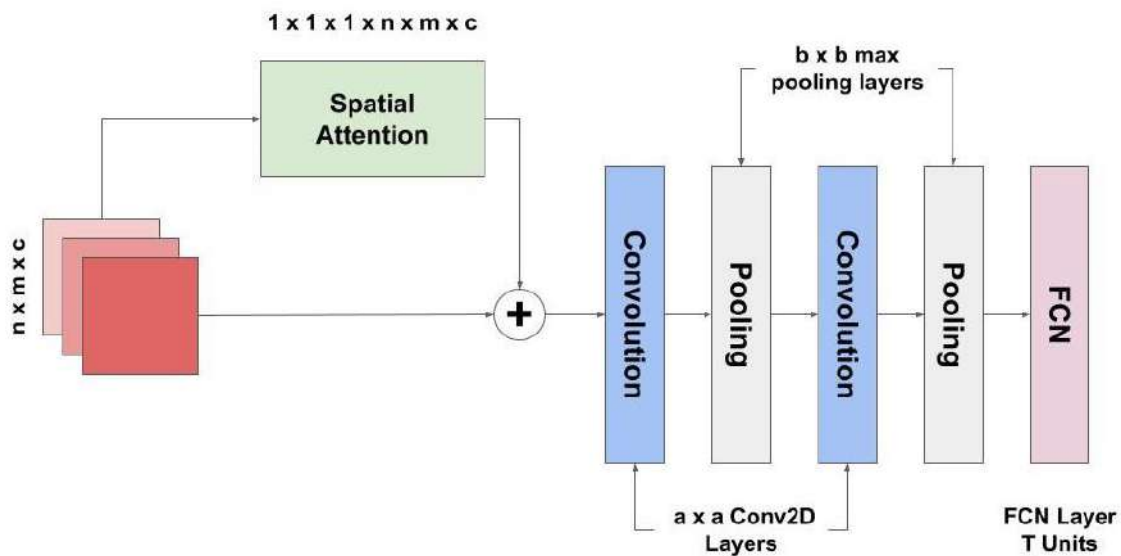 1 x 1 x 1 x n x m x c
Spatial
Attention
b x b max
pooling layers
n x m x c
+
Convolution
Pooling
Convolution
Pooling
FCN
a x a Conv2D
Layers
FCN Layer
T Units